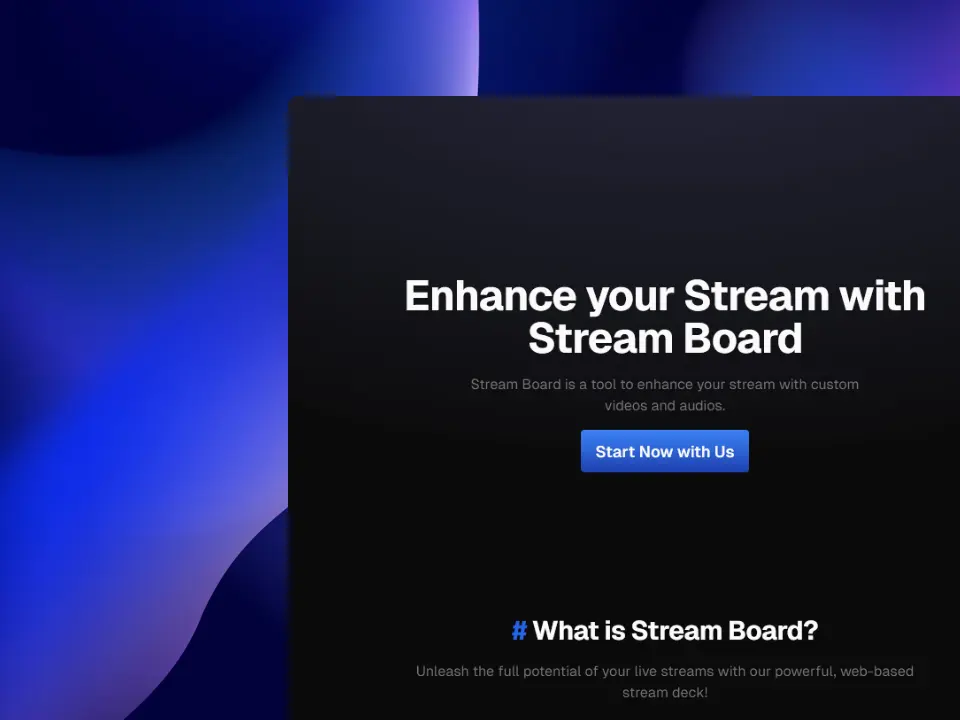 Enhance your Stream with
Stream Board
Stream Board is a tool to enhance your stream with custom
videos and audios.
Start Now with Us
# What is Stream Board?
Unleash the full potential of your live streams with our powerful, web-based
stream deck!